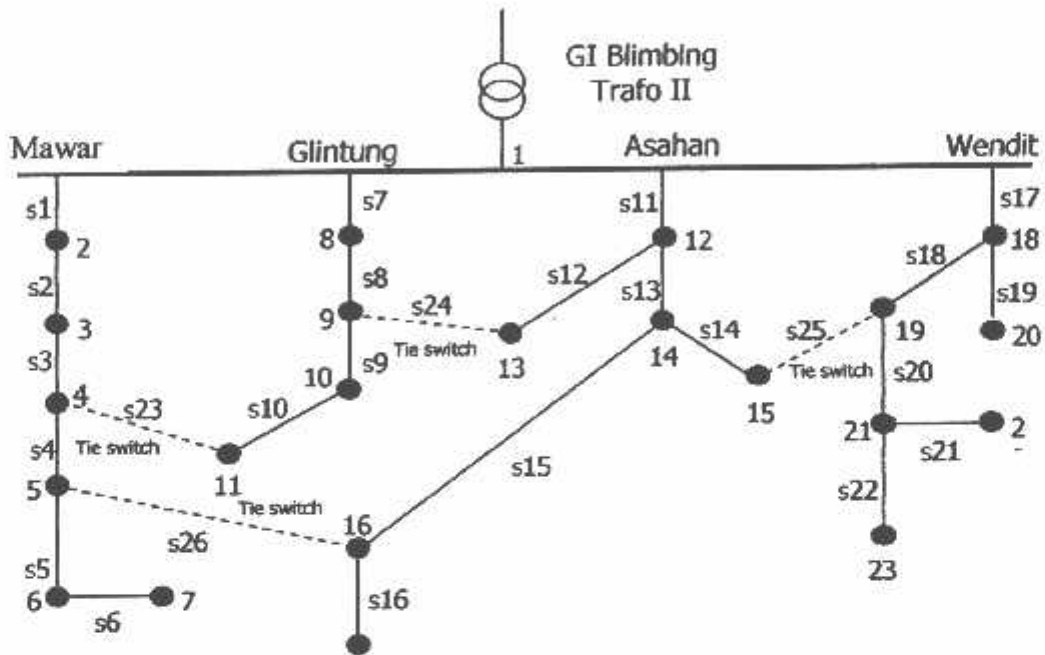 GI Blimbing
Trafo II
Mawar
Glintung
1
Asahan
Wendit
s1
s7
s11
s17
2
8
12
18
s2
s8
s24
s12
s13
s18
s19
3
9
Tie switch
13
14
s14
s25
19
20
s3
s9
Tie switch
4
s23
10
15
s20
s4
Tie switch
s10
11
s15
21
s21
2
5
Tie switch
16
s22
s26
s5
23
6
s6
7
s16